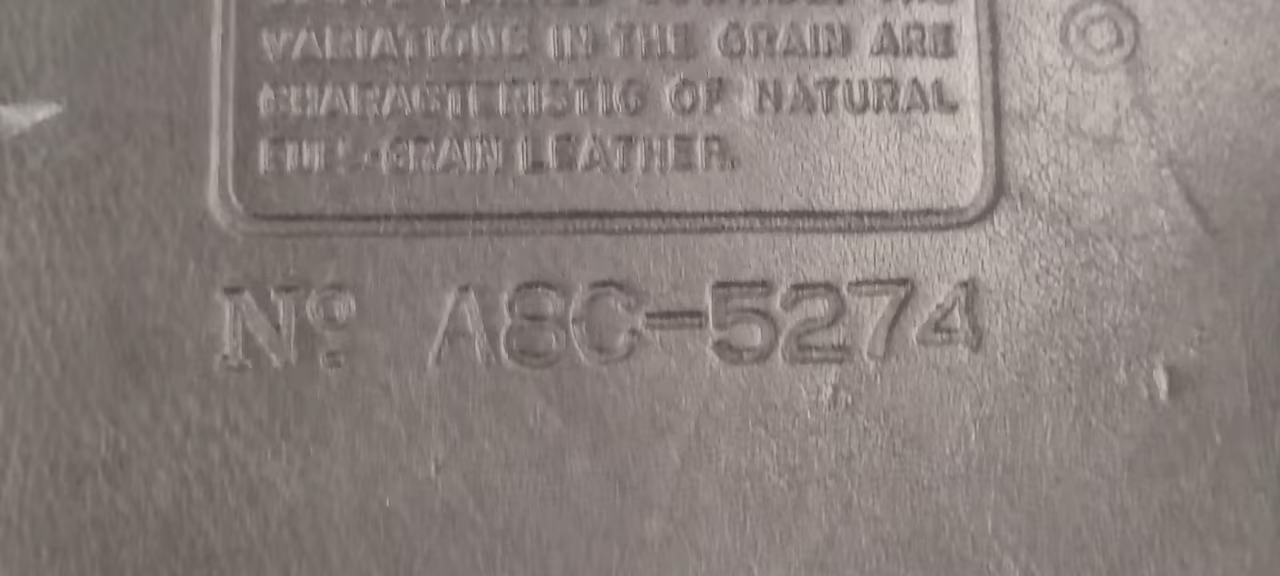 VARIATIONS IN THE GRAIN ARE
CHARACTERISTIC OF NATURAL
FULL-GRAIN LEATHER.
Nº A8C-5274